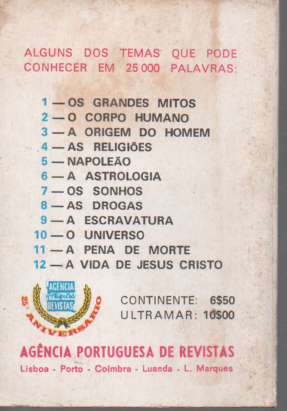 ALGUNS DOS TEMAS QUE PODE
CONHECER EM 25 000 PALAVRAS:
1 — OS GRANDES MITOS
2 — O CORPO HUMANO
3 — A ORIGEM DO HOMEM
4 — AS RELIGIÕES
5 — NAPOLEÃO
6 — A ASTROLOGIA
7 — OS SONHOS
8 — AS DROGAS
9 — A ESCRAVATURA
10 — O UNIVERSO
11 — A PENA DE MORTE
12 — A VIDA DE JESUS CRISTO
AGÊNCIA
REVISTAS
25º ANIVERSÁRIO
CONTINENTE: 6$50
ULTRAMAR: 10$00
AGÊNCIA PORTUGUESA DE REVISTAS
Lisboa - Porto - Coimbra - Luanda - L. Marques